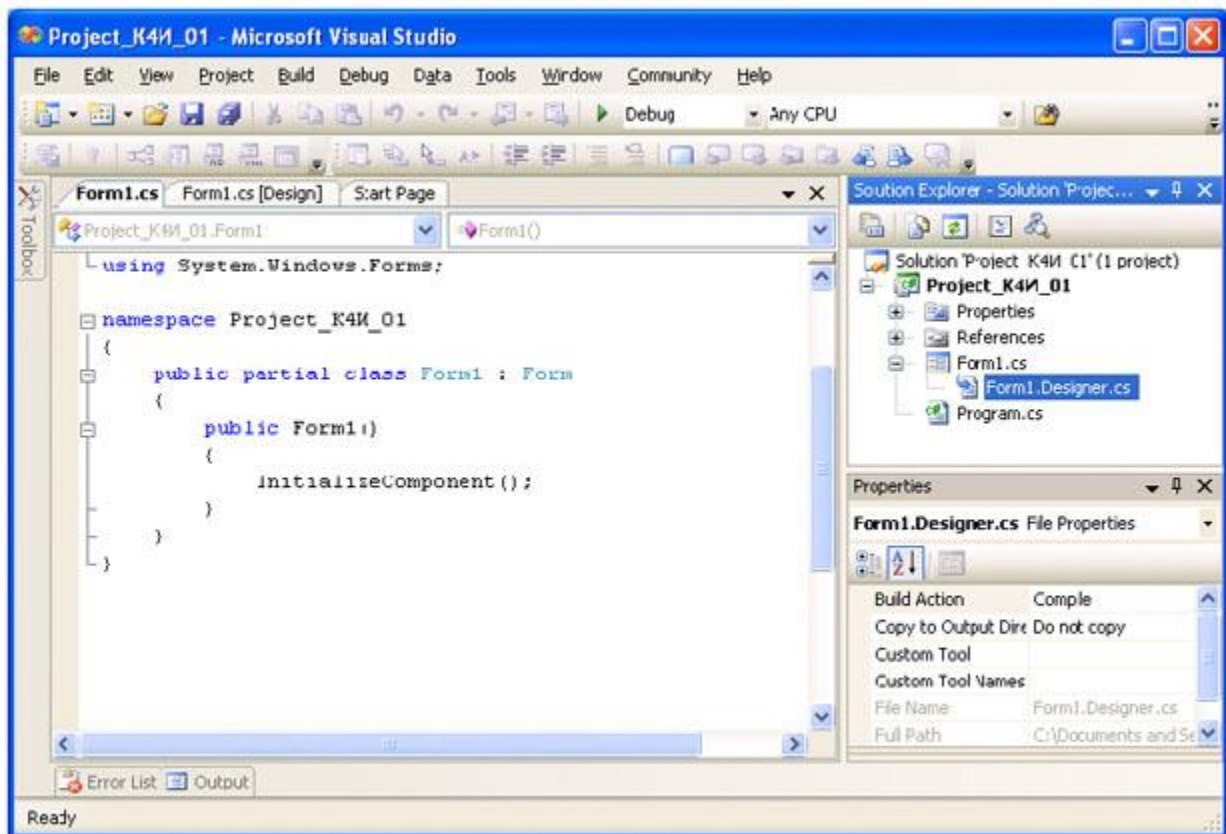 Project_K4И_01 - Microsoft Visual Studio
File Edit View Project Build Debug Data Tools Window Community Help
Debug Any CPU
Toolbox
Form1.cs Form1.cs [Design] Start Page
Project_K4И_01.Form1 Form1()
using System.Windows.Forms;
namespace Project_K4И_01
{
public partial class Form1 : Form
{
public Form1()
{
InitializeComponent();
}
}
}
Solution Explorer - Solution 'Projec...
Solution 'Project_K4И_01' (1 project)
Project_K4И_01
Properties
References
Form1.cs
Form1.Designer.cs
Program.cs
Properties
Form1.Designer.cs File Properties
Build Action Compile
Copy to Output Dire Do not copy
Custom Tool
Custom Tool Names
File Name Form1.Designer.cs
Full Path C:\Documents and Se
Error List Output
Ready